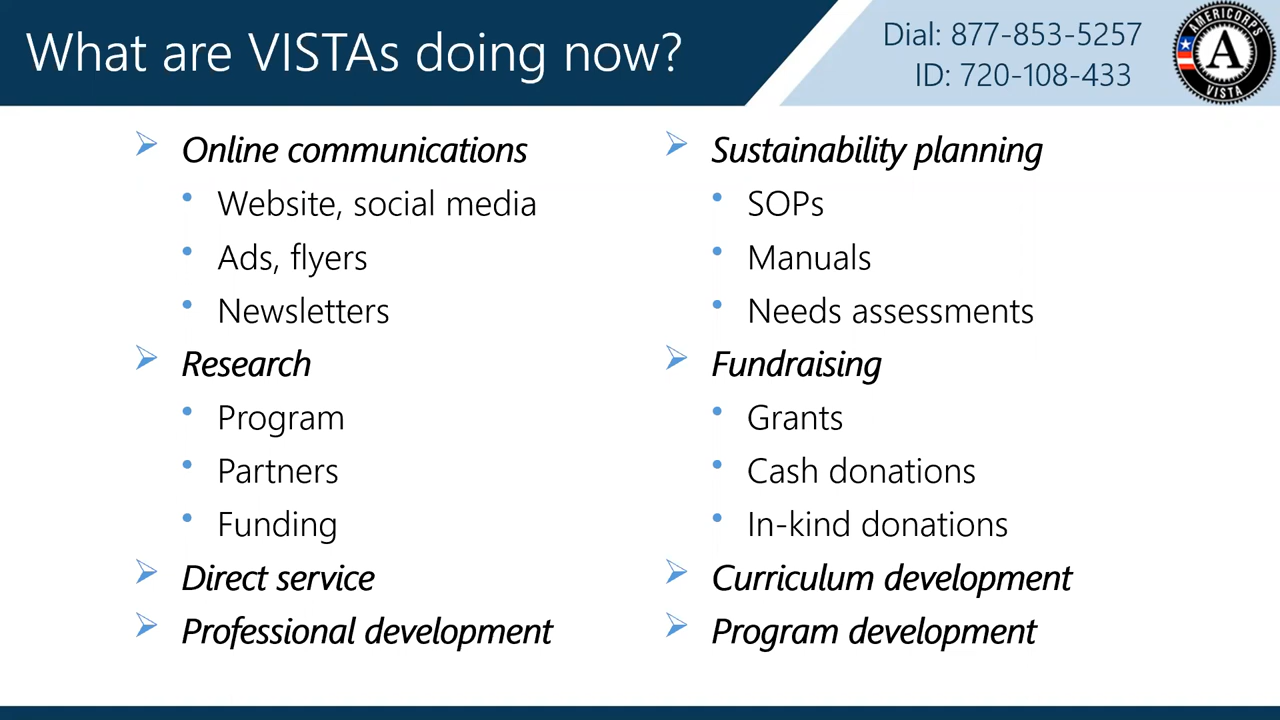 What are VISTAs doing now?
Dial: 877-853-5257
ID: 720-108-433
AMERICORPS
A
VISTA
Online communications
Website, social media
Ads, flyers
Newsletters
Research
Program
Partners
Funding
Direct service
Professional development
Sustainability planning
SOPs
Manuals
Needs assessments
Fundraising
Grants
Cash donations
In-kind donations
Curriculum development
Program development